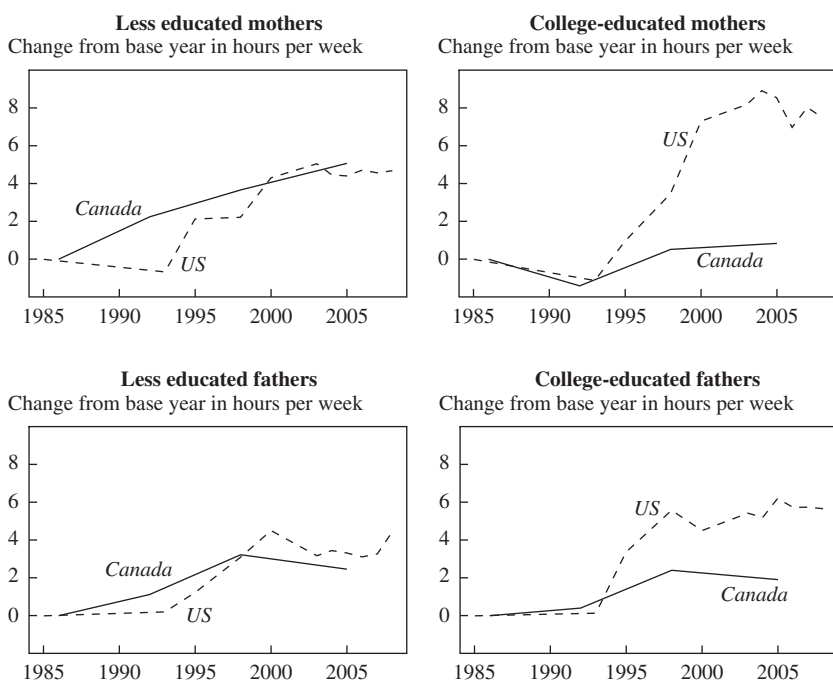 Less educated mothers
Change from base year in hours per week
8
6
4
2
0
Canada
US
1985 1990 1995 2000 2005
College-educated mothers
Change from base year in hours per week
8
6
4
2
0
US
Canada
1985 1990 1995 2000 2005
Less educated fathers
Change from base year in hours per week
8
6
4
2
0
Canada
US
1985 1990 1995 2000 2005
College-educated fathers
Change from base year in hours per week
8
6
4
2
0
US
Canada
1985 1990 1995 2000 2005